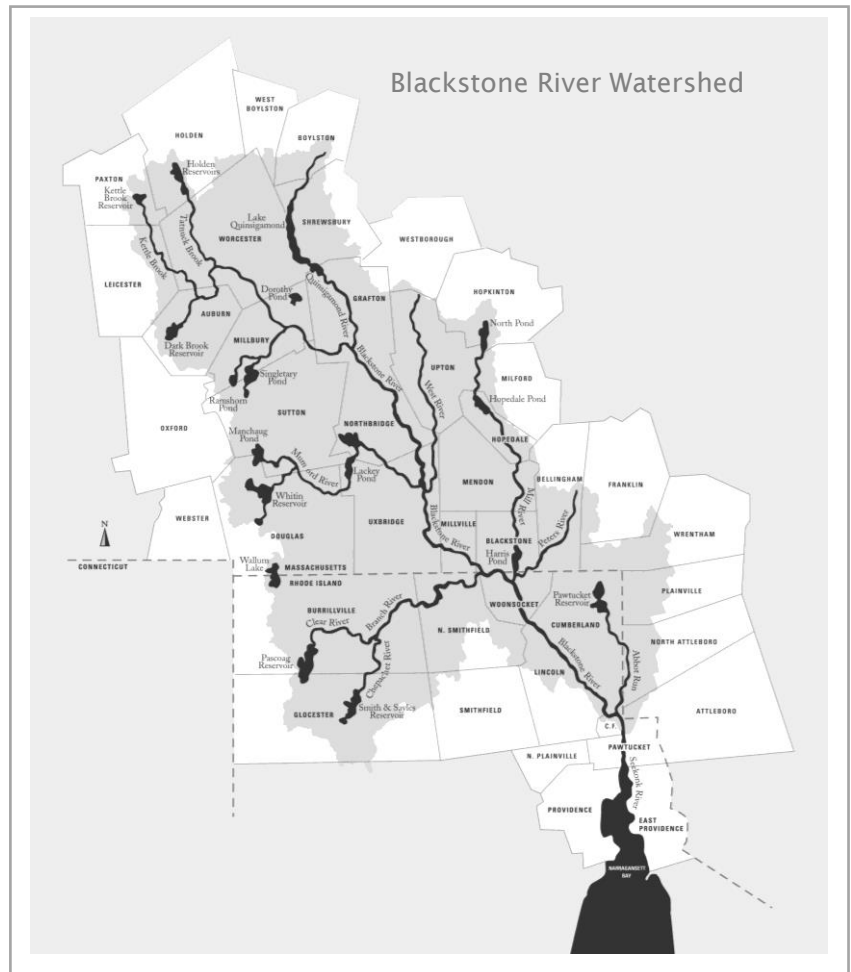 Blackstone River Watershed
WEST
BOYLSTON
HOLDEN
BOYLSTON
Holden
Reservoirs
PAXTON
Kettle
Brook
Reservoir
Lake
Quinsigamond
SHREWSBURY
Tatnuck Brook
WORCESTER
WESTBOROUGH
Kettle Brook
LEICESTER
Dorothy
Pond
Quinsigamond River
GRAFTON
HOPKINTON
AUBURN
North Pond
MILLBURY
Dark Brook
Reservoir
Blackstone River
UPTON
West River
MILFORD
Singletary
Pond
Ramshorn
Pond
SUTTON
Hopedale Pond
OXFORD
Manchaug
Pond
NORTHBRIDGE
HOPEDALE
Mumford River
Lackey
Pond
MENDON
BELLINGHAM
FRANKLIN
Whitin
Reservoir
Mill River
WEBSTER
UXBRIDGE
Blackstone River
MILLVILLE
Peters River
N
DOUGLAS
BLACKSTONE
WRENTHAM
Harris
Pond
CONNECTICUT
Wallum
Lake
MASSACHUSETTS
RHODE ISLAND
PLAINVILLE
Pawtucket
Reservoir
WOONSOCKET
BURRILLVILLE
Clear River
Branch River
CUMBERLAND
N. SMITHFIELD
NORTH ATTLEBORO
Blackstone River
Abbot Run
Pascoag
Reservoir
Chepachet River
LINCOLN
GLOCESTER
Smith & Sayles
Reservoir
SMITHFIELD
ATTLEBORO
C.F.
PAWTUCKET
N. PLAINVILLE
Seekonk River
PROVIDENCE
EAST
PROVIDENCE
NARRAGANSETT
BAY